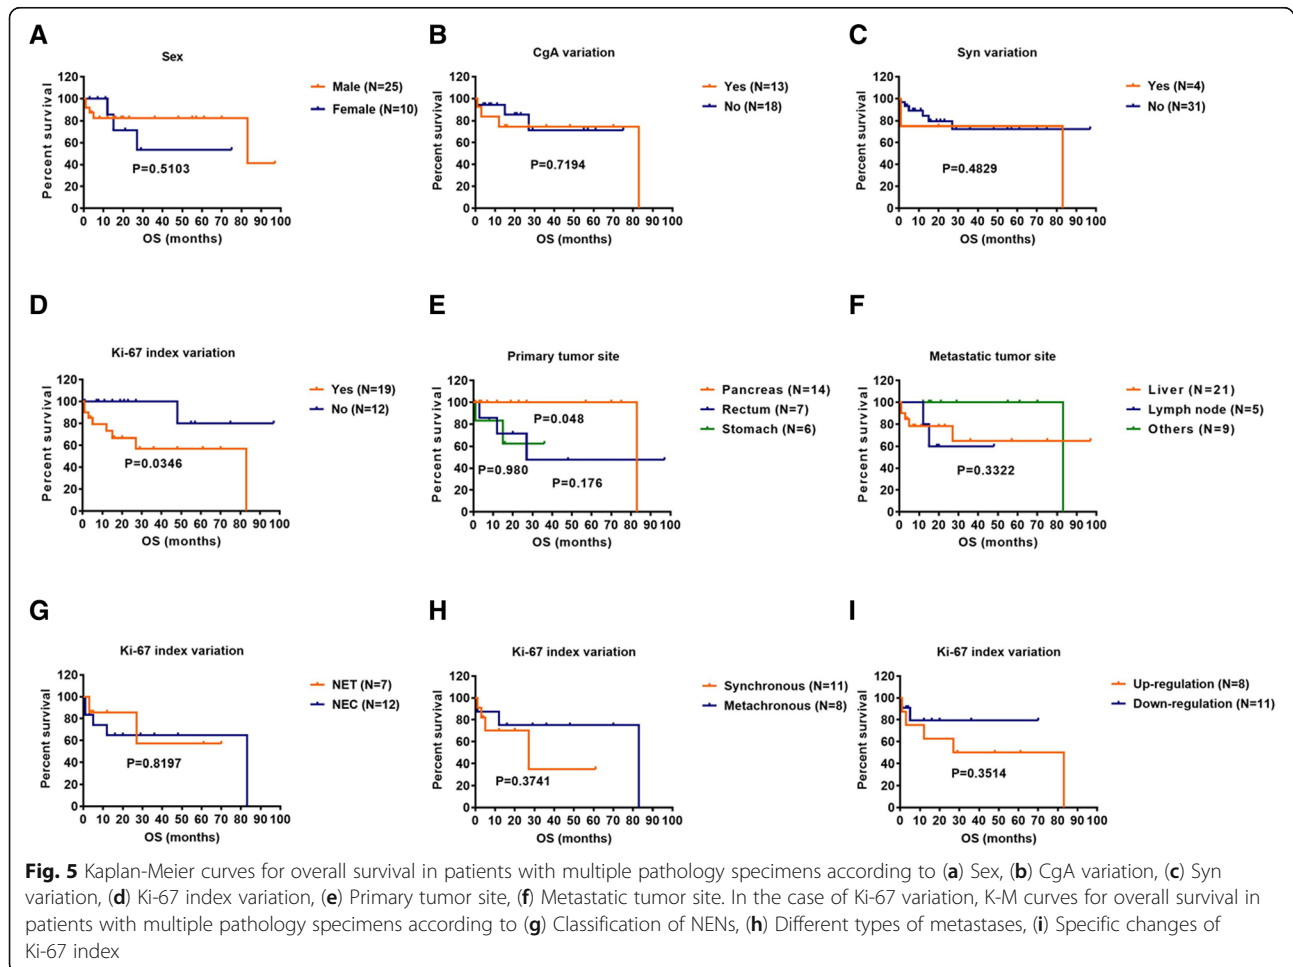 A
Sex
Percent survival
120
100
80
60
40
20
0
0 10 20 30 40 50 60 70 80 90 100
OS (months)
P=0.5103
Male (N=25)
Female (N=10)
B
CgA variation
Percent survival
120
100
80
60
40
20
0
0 10 20 30 40 50 60 70 80 90 100
OS (months)
P=0.7194
Yes (N=13)
No (N=18)
C
Syn variation
Percent survival
120
100
80
60
40
20
0
0 10 20 30 40 50 60 70 80 90 100
OS (months)
P=0.4829
Yes (N=4)
No (N=31)
D
Ki-67 index variation
Percent survival
120
100
80
60
40
20
0
0 10 20 30 40 50 60 70 80 90 100
OS (months)
P=0.0346
Yes (N=19)
No (N=12)
E
Primary tumor site
Percent survival
120
100
80
60
40
20
0
0 10 20 30 40 50 60 70 80 90 100
OS (months)
P=0.048
P=0.980
P=0.176
Pancreas (N=14)
Rectum (N=7)
Stomach (N=6)
F
Metastatic tumor site
Percent survival
120
100
80
60
40
20
0
0 10 20 30 40 50 60 70 80 90 100
OS (months)
P=0.3322
Liver (N=21)
Lymph node (N=5)
Others (N=9)
G
Ki-67 index variation
Percent survival
120
100
80
60
40
20
0
0 10 20 30 40 50 60 70 80 90 100
OS (months)
P=0.8197
NET (N=7)
NEC (N=12)
H
Ki-67 index variation
Percent survival
120
100
80
60
40
20
0
0 10 20 30 40 50 60 70 80 90 100
OS (months)
P=0.3741
Synchronous (N=11)
Metachronous (N=8)
I
Ki-67 index variation
Percent survival
120
100
80
60
40
20
0
0 10 20 30 40 50 60 70 80 90 100
OS (months)
P=0.3514
Up-regulation (N=8)
Down-regulation (N=11)
Fig. 5 Kaplan-Meier curves for overall survival in patients with multiple pathology specimens according to (a) Sex, (b) CgA variation, (c) Syn
variation, (d) Ki-67 index variation, (e) Primary tumor site, (f) Metastatic tumor site. In the case of Ki-67 variation, K-M curves for overall survival in
patients with multiple pathology specimens according to (g) Classification of NENs, (h) Different types of metastases, (i) Specific changes of
Ki-67 index